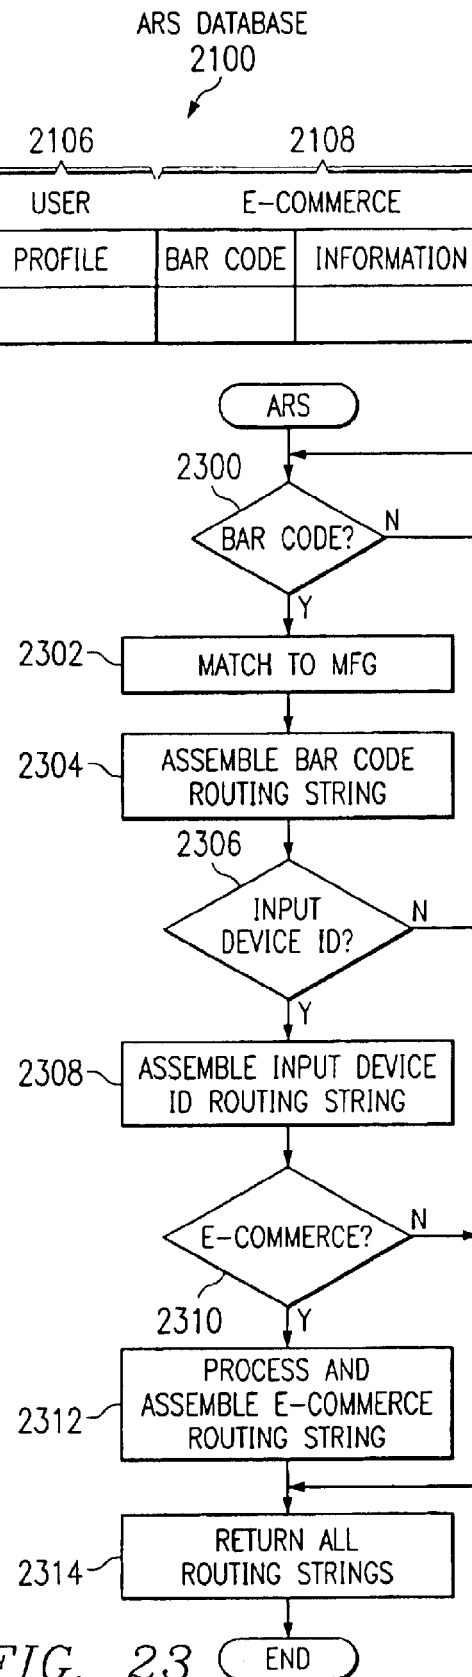 ARS DATABASE
2100
2106 2108
USER E-COMMERCE
PROFILE BAR CODE INFORMATION
ARS
2300
BAR CODE? N
Y
2302 MATCH TO MFG
2304 ASSEMBLE BAR CODE
ROUTING STRING
2306
INPUT N
DEVICE ID?
Y
2308 ASSEMBLE INPUT DEVICE
ID ROUTING STRING
E-COMMERCE? N
2310 Y
PROCESS AND
2312 ASSEMBLE E-COMMERCE
ROUTING STRING
RETURN ALL
2314 ROUTING STRINGS
FIG. 23 END